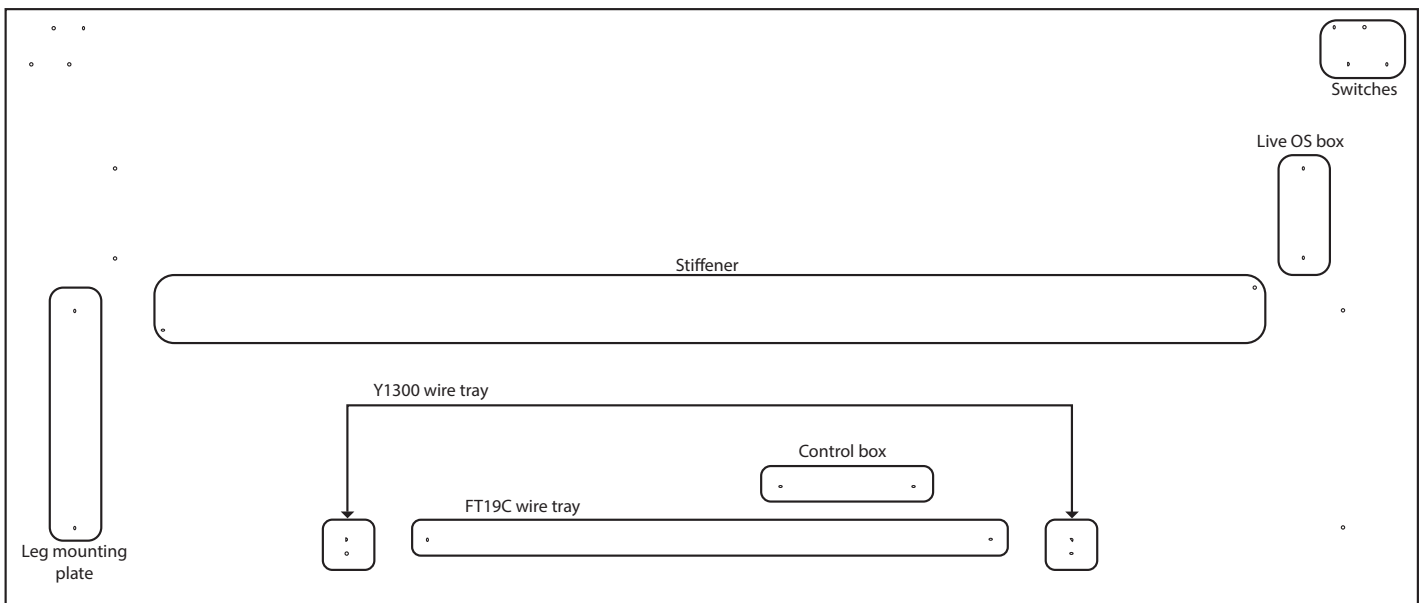 Switches
Live OS box
Stiffener
Y1300 wire tray
Control box
FT19C wire tray
Leg mounting
plate